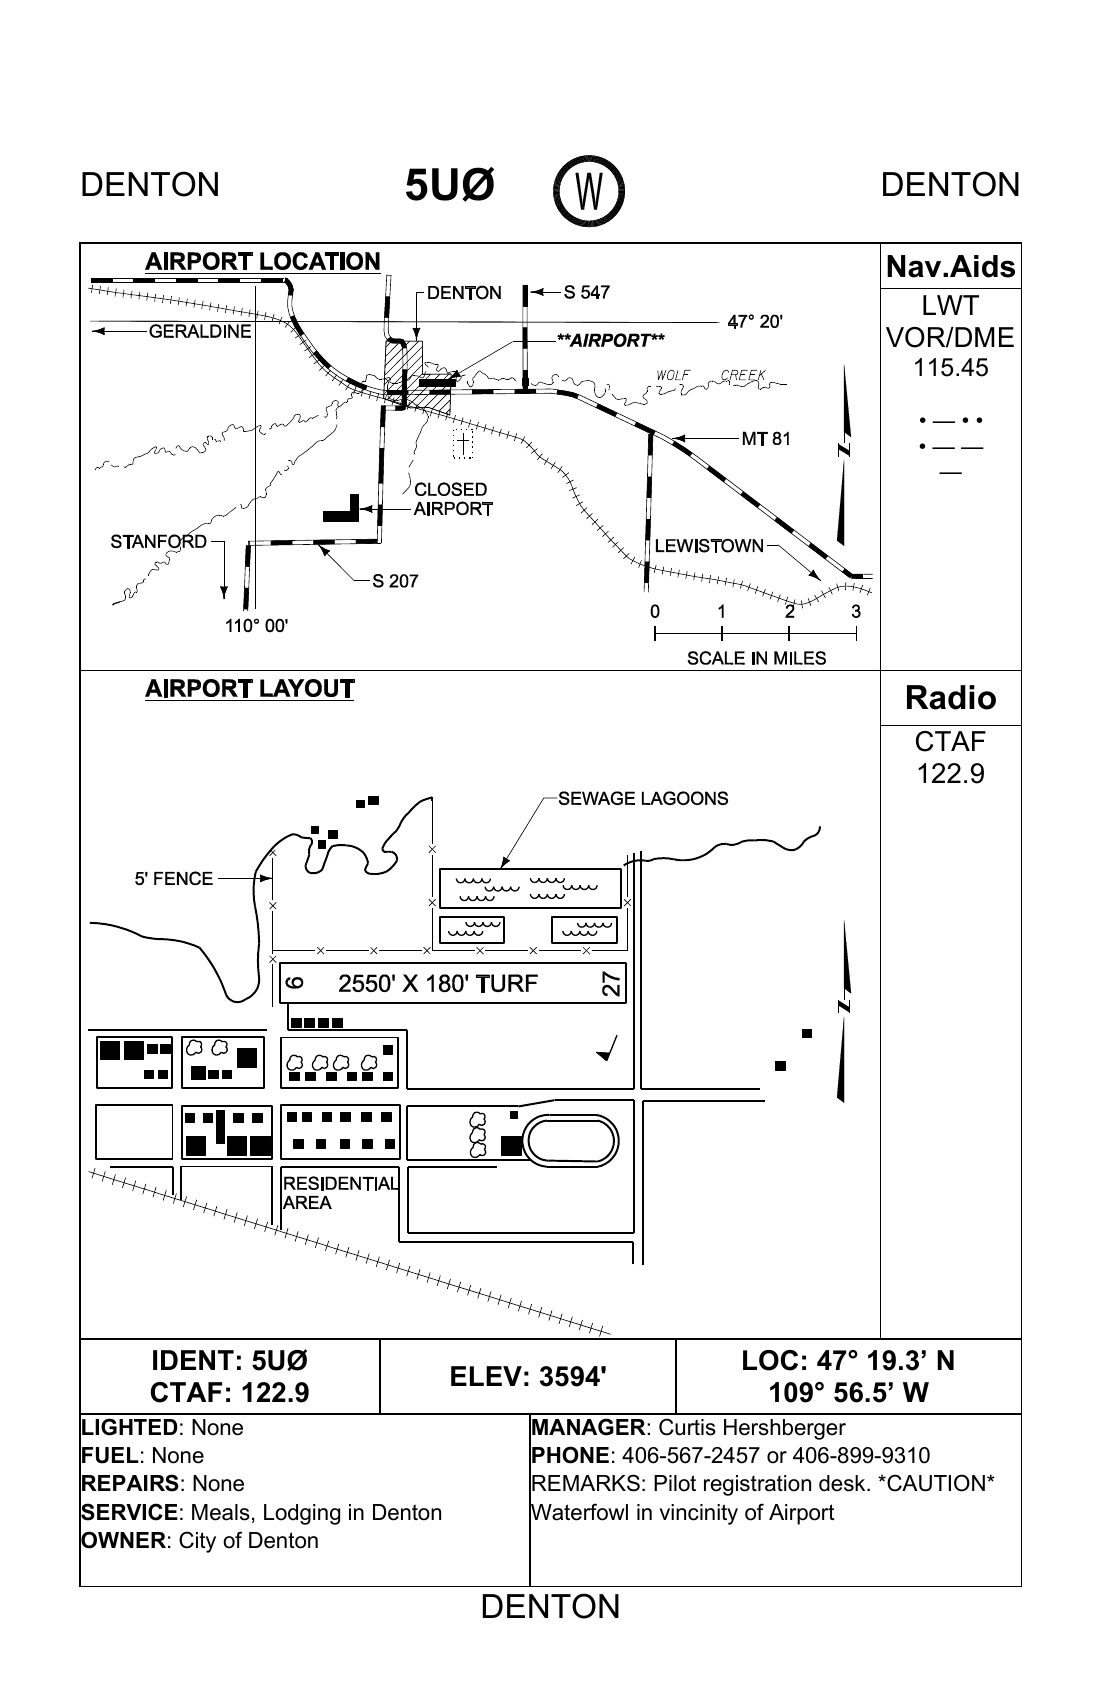 DENTON 5UØ W DENTON
AIRPORT LOCATION
DENTON
S 547
GERALDINE
47° 20'
**AIRPORT**
WOLF CREEK
MT 81
N
CLOSED
AIRPORT
STANFORD
LEWISTOWN
S 207
110° 00'
0 1 2 3
SCALE IN MILES
Nav.Aids
LWT
VOR/DME
115.45
• — • •
• — —
—
AIRPORT LAYOUT
SEWAGE LAGOONS
5' FENCE
9 2550' X 180' TURF 27
N
RESIDENTIAL
AREA
Radio
CTAF
122.9
IDENT: 5UØ
CTAF: 122.9
ELEV: 3594'
LOC: 47° 19.3’ N
109° 56.5’ W
LIGHTED: None
FUEL: None
REPAIRS: None
SERVICE: Meals, Lodging in Denton
OWNER: City of Denton
MANAGER: Curtis Hershberger
PHONE: 406-567-2457 or 406-899-9310
REMARKS: Pilot registration desk. *CAUTION*
Waterfowl in vincinity of Airport
DENTON